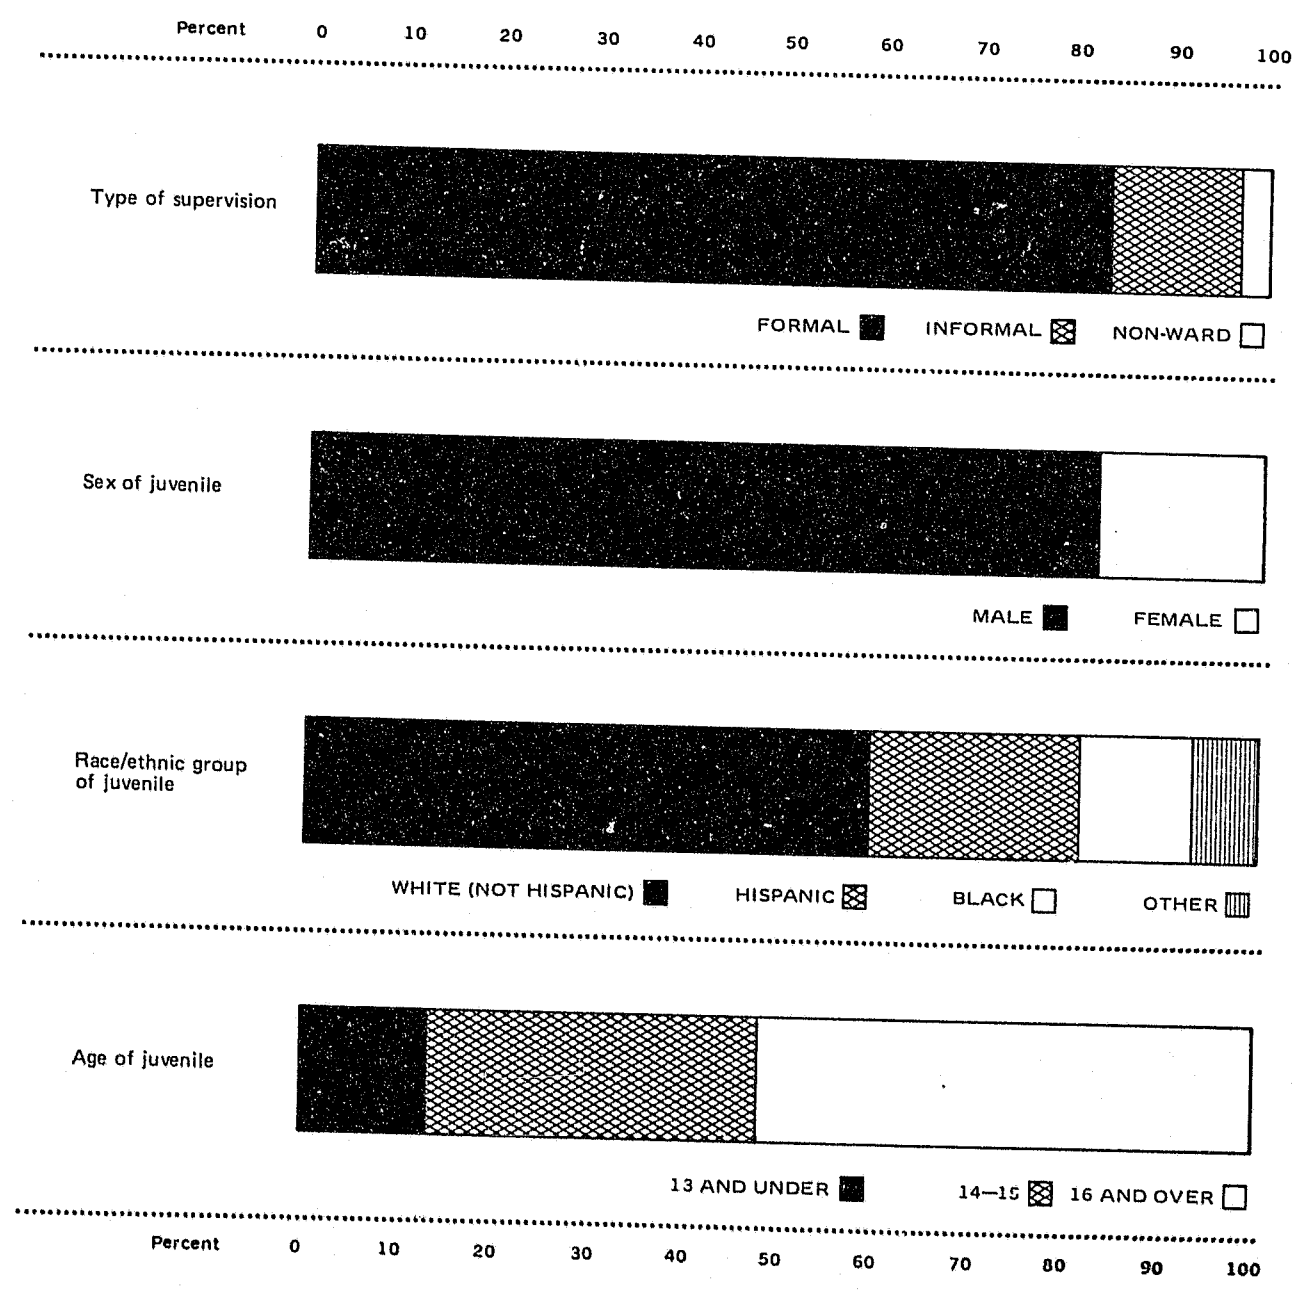 Percent 0 10 20 30 40 50 60 70 80 90 100
Type of supervision
FORMAL INFORMAL NON-WARD
Sex of juvenile
MALE FEMALE
Race/ethnic group
of juvenile
WHITE (NOT HISPANIC) HISPANIC BLACK OTHER
Age of juvenile
13 AND UNDER 14—15 16 AND OVER
Percent 0 10 20 30 40 50 60 70 80 90 100